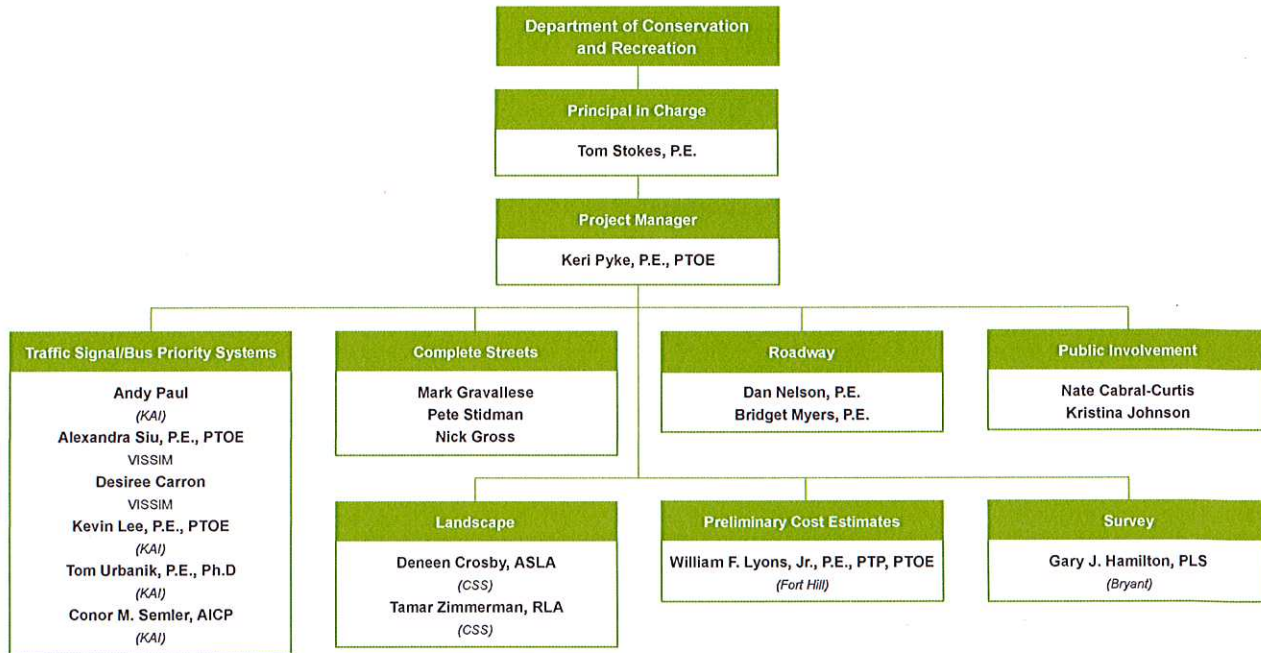 Department of Conservation
and Recreation
Principal in Charge
Tom Stokes, P.E.
Project Manager
Keri Pyke, P.E., PTOE
Traffic Signal/Bus Priority Systems
Andy Paul
(KAI)
Alexandra Siu, P.E., PTOE
VISSIM
Desiree Carron
VISSIM
Kevin Lee, P.E., PTOE
(KAI)
Tom Urbanik, P.E., Ph.D
(KAI)
Conor M. Semler, AICP
(KAI)
Complete Streets
Mark Gravallese
Pete Stidman
Nick Gross
Roadway
Dan Nelson, P.E.
Bridget Myers, P.E.
Public Involvement
Nate Cabral-Curtis
Kristina Johnson
Landscape
Deneen Crosby, ASLA
(CSS)
Tamar Zimmerman, RLA
(CSS)
Preliminary Cost Estimates
William F. Lyons, Jr., P.E., PTP, PTOE
(Fort Hill)
Survey
Gary J. Hamilton, PLS
(Bryant)